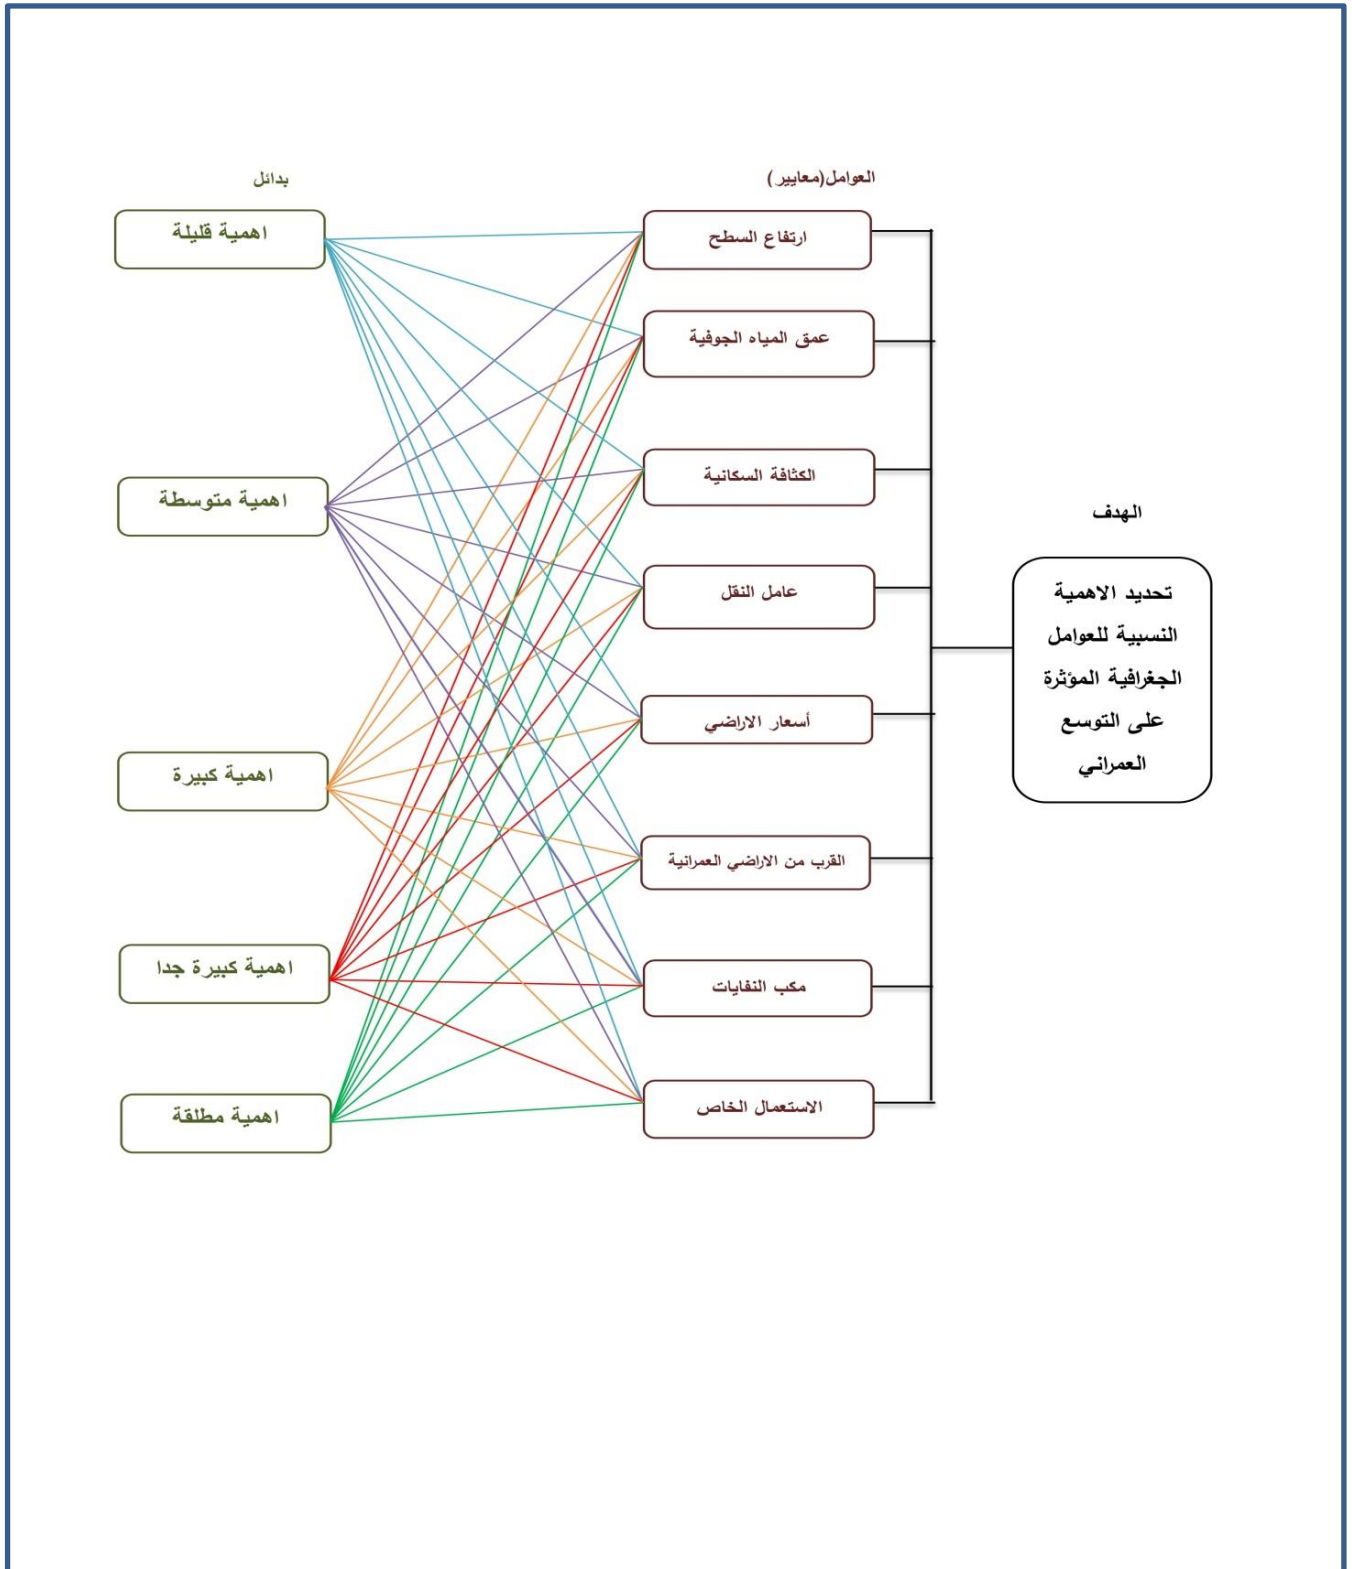 الهدف
تحديد الاهمية
النسبية للعوامل
الجغرافية المؤثرة
على التوسع
العمراني
العوامل(معايير)
ارتفاع السطح
عمق المياه الجوفية
الكثافة السكانية
عامل النقل
أسعار الاراضي
القرب من الاراضي العمرانية
مكب النفايات
الاستعمال الخاص
بدائل
اهمية قليلة
اهمية متوسطة
اهمية كبيرة
اهمية كبيرة جدا
اهمية مطلقة